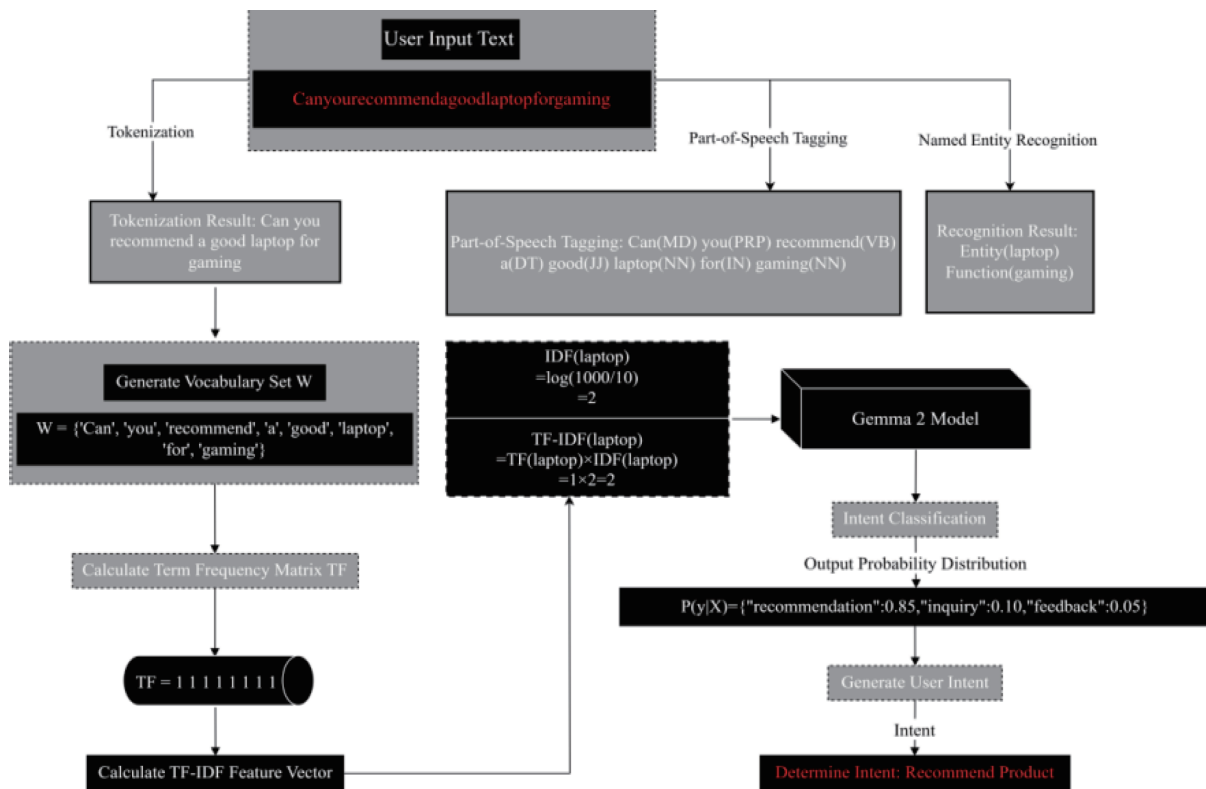 User Input Text
Canyourecommendagoodlaptopforgaming
Tokenization
Part-of-Speech Tagging
Named Entity Recognition
Tokenization Result: Can you
recommend a good laptop for
gaming
Part-of-Speech Tagging: Can(MD) you(PRP) recommend(VB)
a(DT) good(JJ) laptop(NN) for(IN) gaming(NN)
Recognition Result:
Entity(laptop)
Function(gaming)
Generate Vocabulary Set W
W = {'Can', 'you', 'recommend', 'a', 'good', 'laptop',
'for', 'gaming'}
Calculate Term Frequency Matrix TF
TF = 1 1 1 1 1 1 1 1
Calculate TF-IDF Feature Vector
IDF(laptop)
=log(1000/10)
=2
TF-IDF(laptop)
=TF(laptop)×IDF(laptop)
=1×2=2
Gemma 2 Model
Intent Classification
Output Probability Distribution
P(y|X)={"recommendation":0.85,"inquiry":0.10,"feedback":0.05}
Generate User Intent
Intent
Determine Intent: Recommend Product